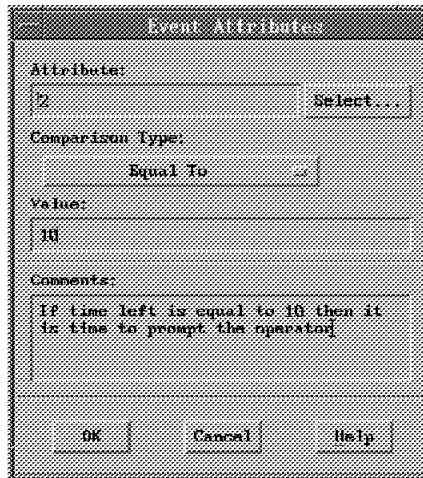 Event Attributes
Attribute:
2
Select...
Comparison Type:
Equal To
Value:
10
Comments:
If time left is equal to 10 then it
is time to prompt the operator
OK
Cancel
Help